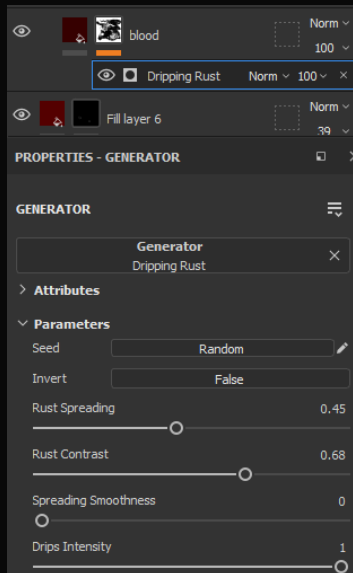 Norm
blood
100
Dripping Rust Norm 100
Norm
Fill layer 6
39
PROPERTIES - GENERATOR
GENERATOR
Generator
Dripping Rust
Attributes
Parameters
Seed Random
Invert False
Rust Spreading 0.45
Rust Contrast 0.68
Spreading Smoothness 0
Drips Intensity 1